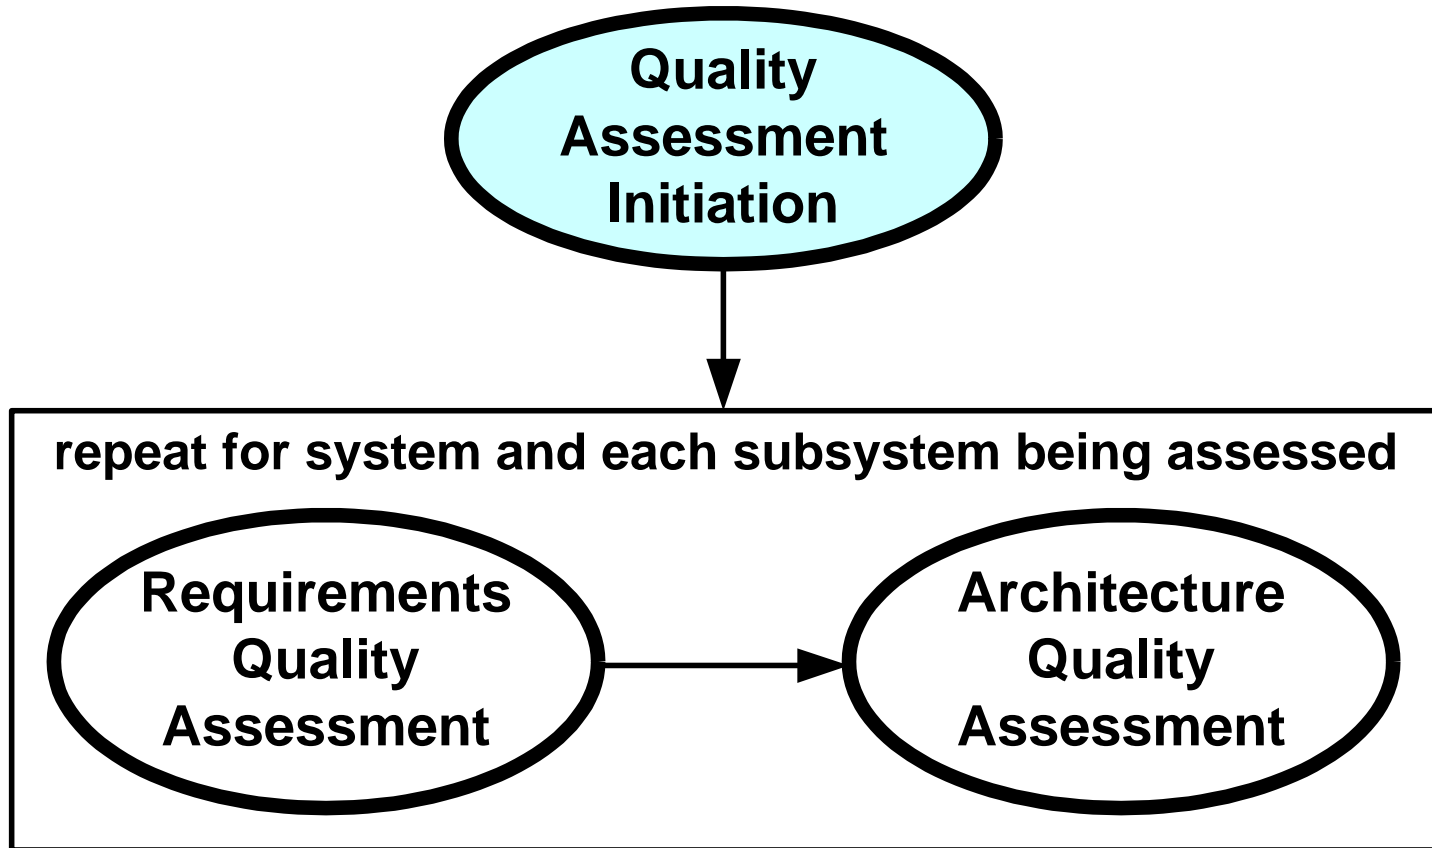 Quality
Assessment
Initiation
repeat for system and each subsystem being assessed
Requirements
Quality
Assessment
Architecture
Quality
Assessment